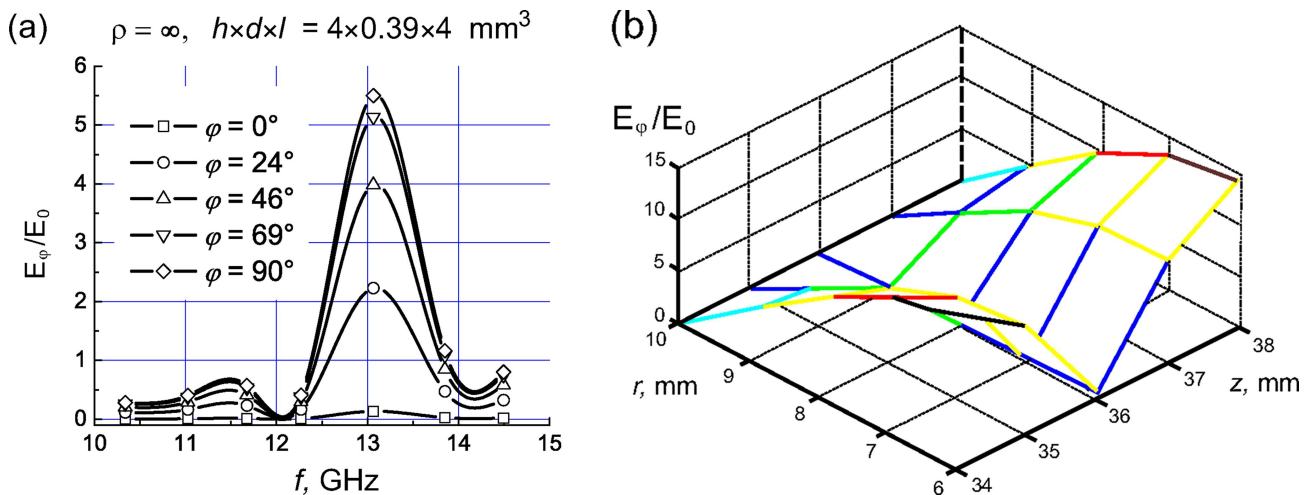 (a)
ρ = ∞, h×d×l = 4×0.39×4 mm³
E_φ/E_0
6
5
4
3
2
1
0
φ = 0°
φ = 24°
φ = 46°
φ = 69°
φ = 90°
10 11 12 13 14 15
f, GHz
(b)
E_φ/E_0
15
10
5
0
10
9
8
7
6
r, mm
34
35
36
37
38
z, mm